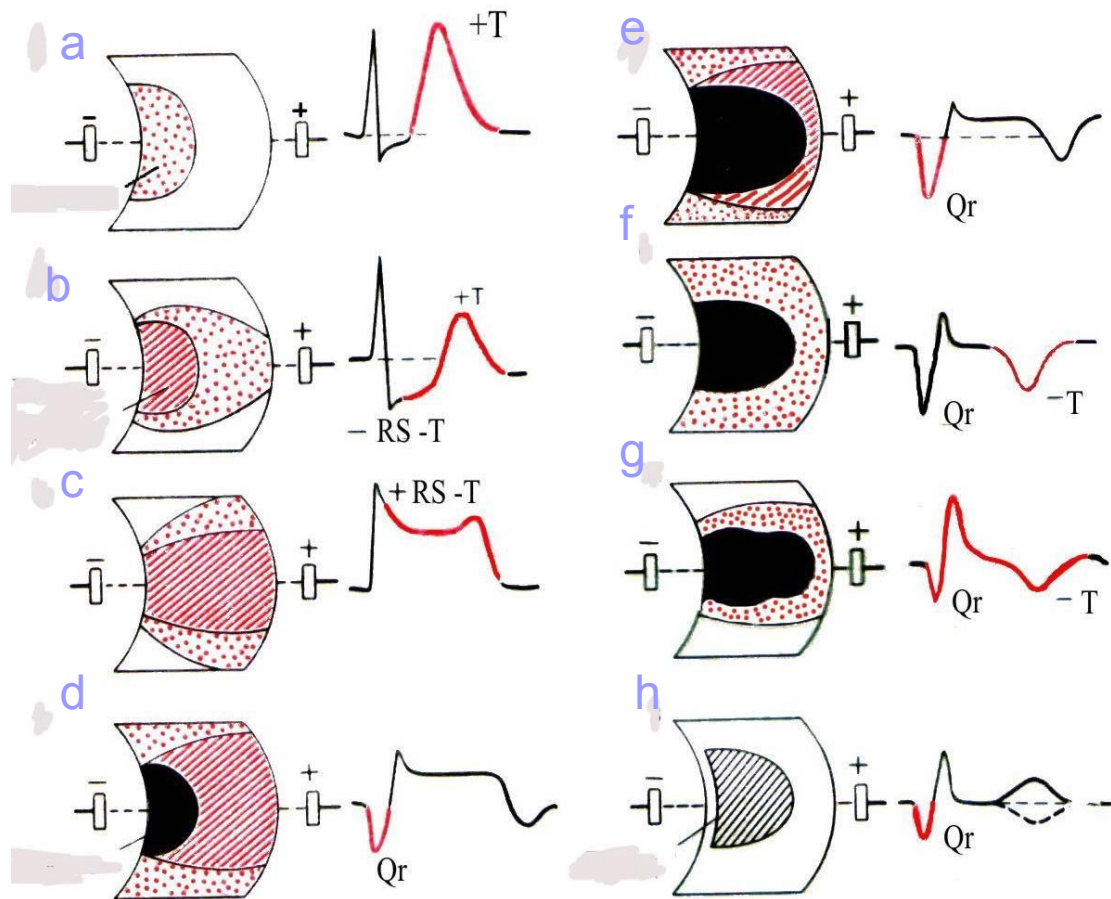 a
+T
- +
b
+T
- +
– RS -T
c
+ RS -T
- +
d
- +
Qr
e
- +
Qr
f
- +
Qr
– T
g
- +
Qr
– T
h
- +
Qr